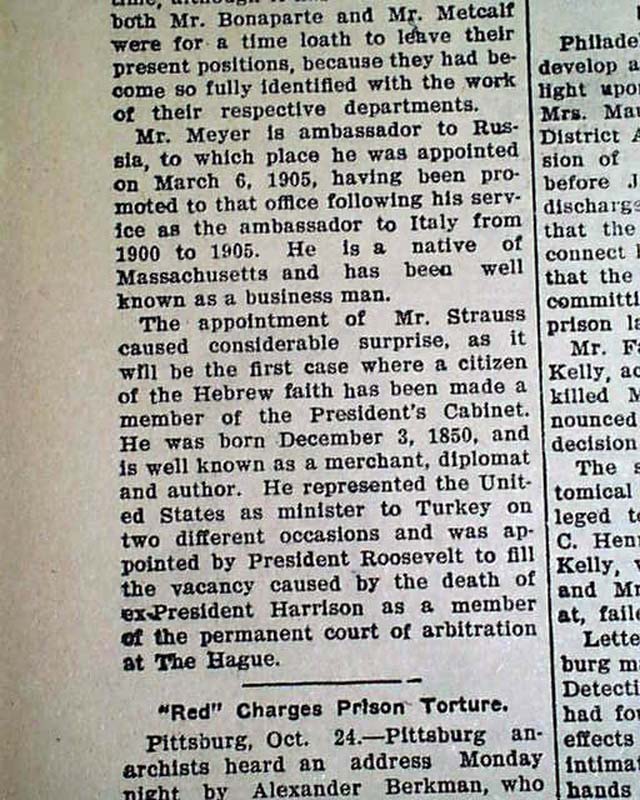 both Mr. Bonaparte and Mr. Metcalf
were for a time loath to leave their
present positions, because they had be-
come so fully identified with the work
of their respective departments.
Mr. Meyer is ambassador to Rus-
sia, to which place he was appointed
on March 6, 1905, having been pro-
moted to that office following his serv-
ice as the ambassador to Italy from
1900 to 1905. He is a native of
Massachusetts and has been well
known as a business man.
The appointment of Mr. Strauss
caused considerable surprise, as it
will be the first case where a citizen
of the Hebrew faith has been made a
member of the President's Cabinet.
He was born December 3, 1850, and
is well known as a merchant, diplomat
and author. He represented the Unit-
ed States as minister to Turkey on
two different occasions and was ap-
pointed by President Roosevelt to fill
the vacancy caused by the death of
ex-President Harrison as a member
of the permanent court of arbitration
at The Hague.
"Red" Charges Prison Torture.
Pittsburg, Oct. 24.—Pittsburg an-
archists heard an address Monday
night by Alexander Berkman, who
Philade
develop a
light upo
Mrs. Mau
District A
sion of
before J
discharge
that the
connect
that the
committi
prison la
Mr. Fa
Kelly, ac
killed M
nounced
decision
The s
tomical
leged to
C. Henr
Kelly,
and Mr
at, faile
Lette
burg m
Detecti
had fou
effects
intimat
hands